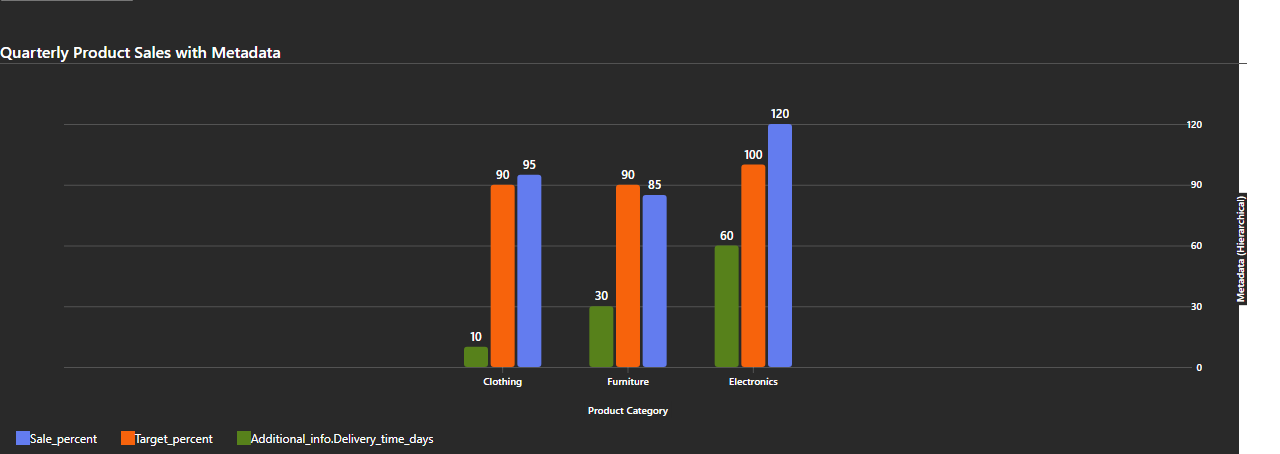 Quarterly Product Sales with Metadata
120
100
95
90
90
85
60
30
10
120
90
60
30
0
Metadata (Hierarchical)
Clothing
Furniture
Electronics
Product Category
Sale_percent
Target_percent
Additional_info.Delivery_time_days